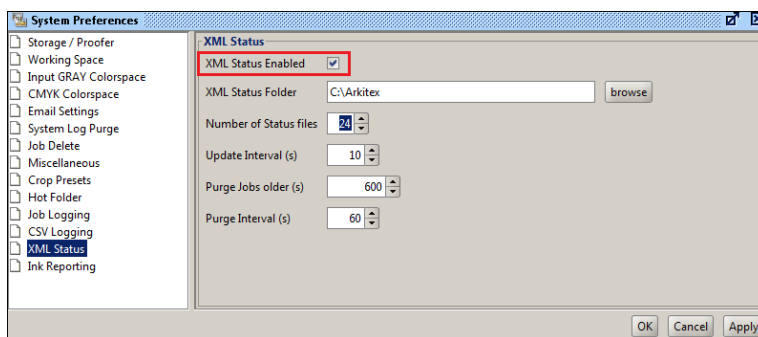 System Preferences
Storage / Proofer
Working Space
Input GRAY Colorspace
CMYK Colorspace
Email Settings
System Log Purge
Job Delete
Miscellaneous
Crop Presets
Hot Folder
Job Logging
CSV Logging
XML Status
Ink Reporting
XML Status
XML Status Enabled
XML Status Folder C:\Arkitex browse
Number of Status files 24
Update Interval (s) 10
Purge Jobs older (s) 600
Purge Interval (s) 60
OK Cancel Apply